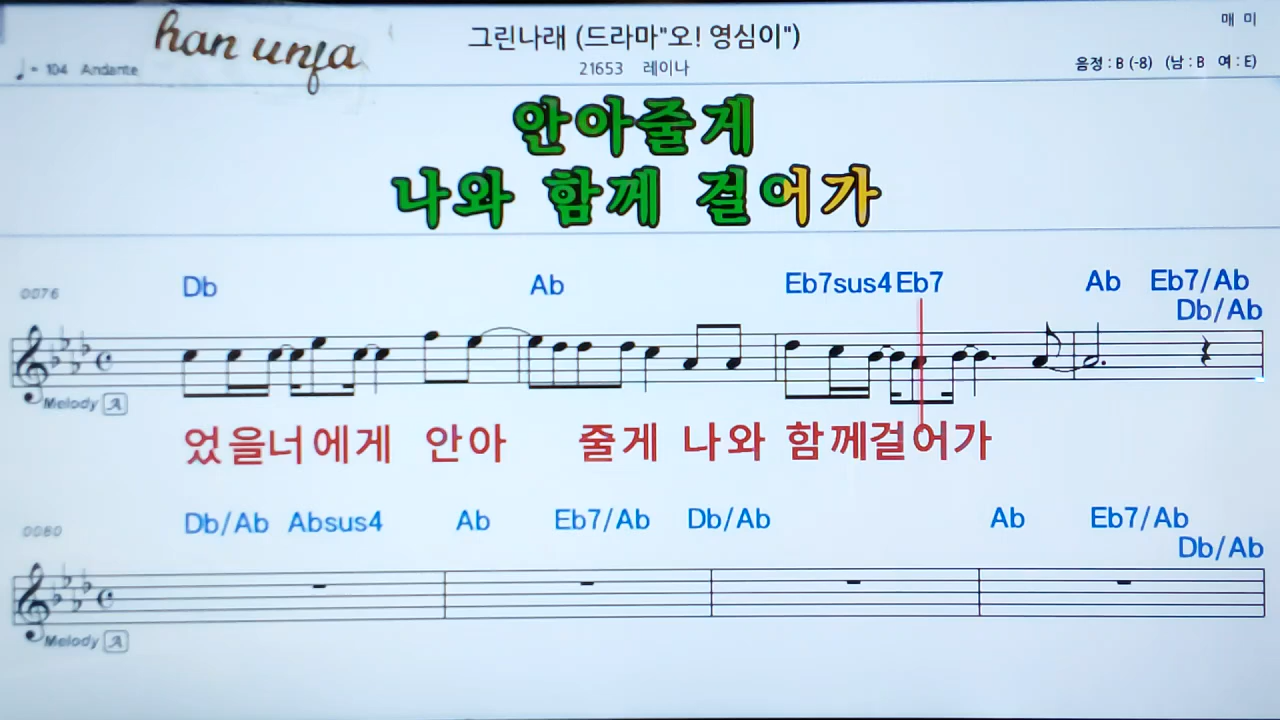 han unfa
그린나래 (드라마"오! 영심이")
매 미
♩= 104 Andante
21653 레이나
음정 : B (-8) (남 : B 여 : E)
안아줄게
나와 함께 걸어가
0076
Db Ab Eb7sus4 Eb7 Ab Eb7/Ab
Db/Ab
Melody A
었을너에게 안아 줄게 나와 함께걸어가
0080
Db/Ab Absus4 Ab Eb7/Ab Db/Ab Ab Eb7/Ab
Db/Ab
Melody A